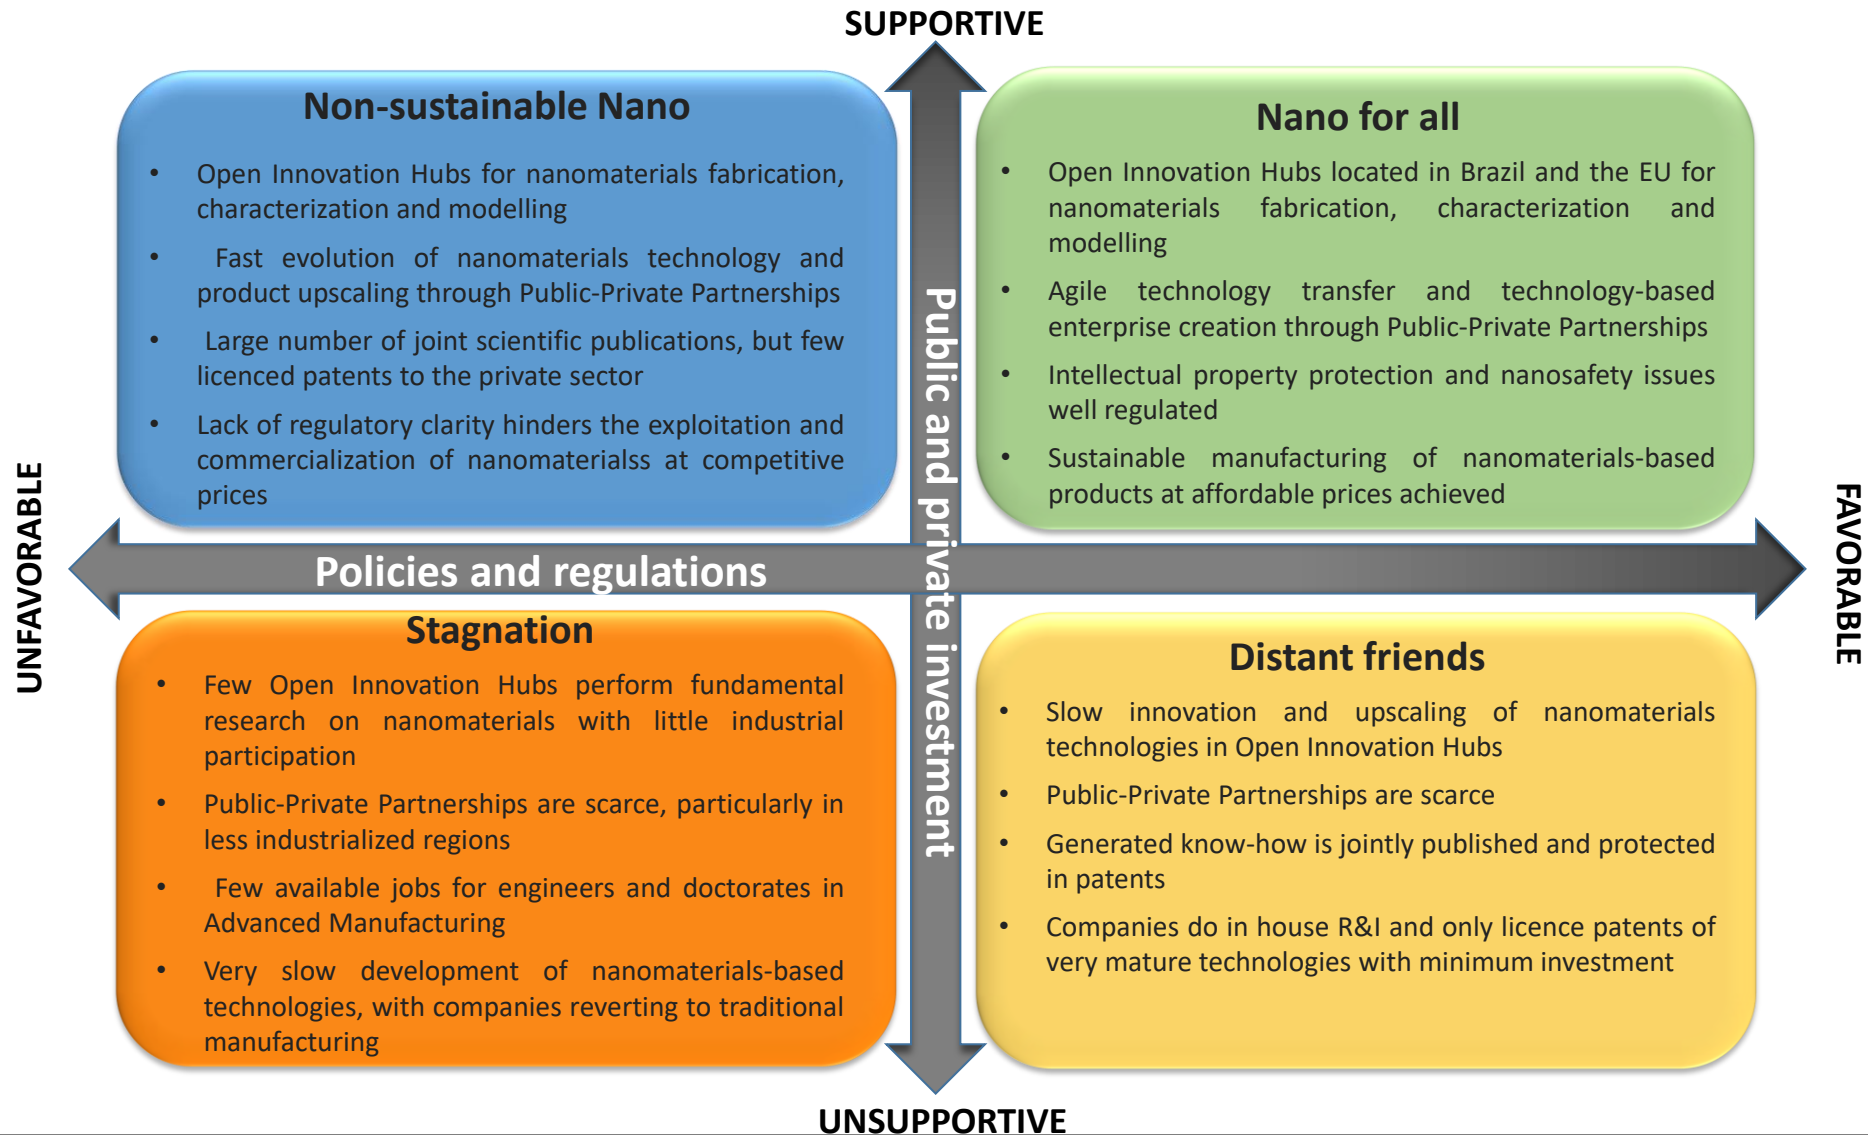 SUPPORTIVE
Non-sustainable Nano
• Open Innovation Hubs for nanomaterials fabrication,
characterization and modelling
• Fast evolution of nanomaterials technology and
product upscaling through Public-Private Partnerships
• Large number of joint scientific publications, but few
licenced patents to the private sector
• Lack of regulatory clarity hinders the exploitation and
commercialization of nanomaterialss at competitive
prices
Nano for all
• Open Innovation Hubs located in Brazil and the EU for
nanomaterials fabrication, characterization and
modelling
• Agile technology transfer and technology-based
enterprise creation through Public-Private Partnerships
• Intellectual property protection and nanosafety issues
well regulated
• Sustainable manufacturing of nanomaterials-based
products at affordable prices achieved
UNFAVORABLE
Policies and regulations
Public and private investment
FAVORABLE
Stagnation
• Few Open Innovation Hubs perform fundamental
research on nanomaterials with little industrial
participation
• Public-Private Partnerships are scarce, particularly in
less industrialized regions
• Few available jobs for engineers and doctorates in
Advanced Manufacturing
• Very slow development of nanomaterials-based
technologies, with companies reverting to traditional
manufacturing
Distant friends
• Slow innovation and upscaling of nanomaterials
technologies in Open Innovation Hubs
• Public-Private Partnerships are scarce
• Generated know-how is jointly published and protected
in patents
• Companies do in house R&I and only licence patents of
very mature technologies with minimum investment
UNSUPPORTIVE